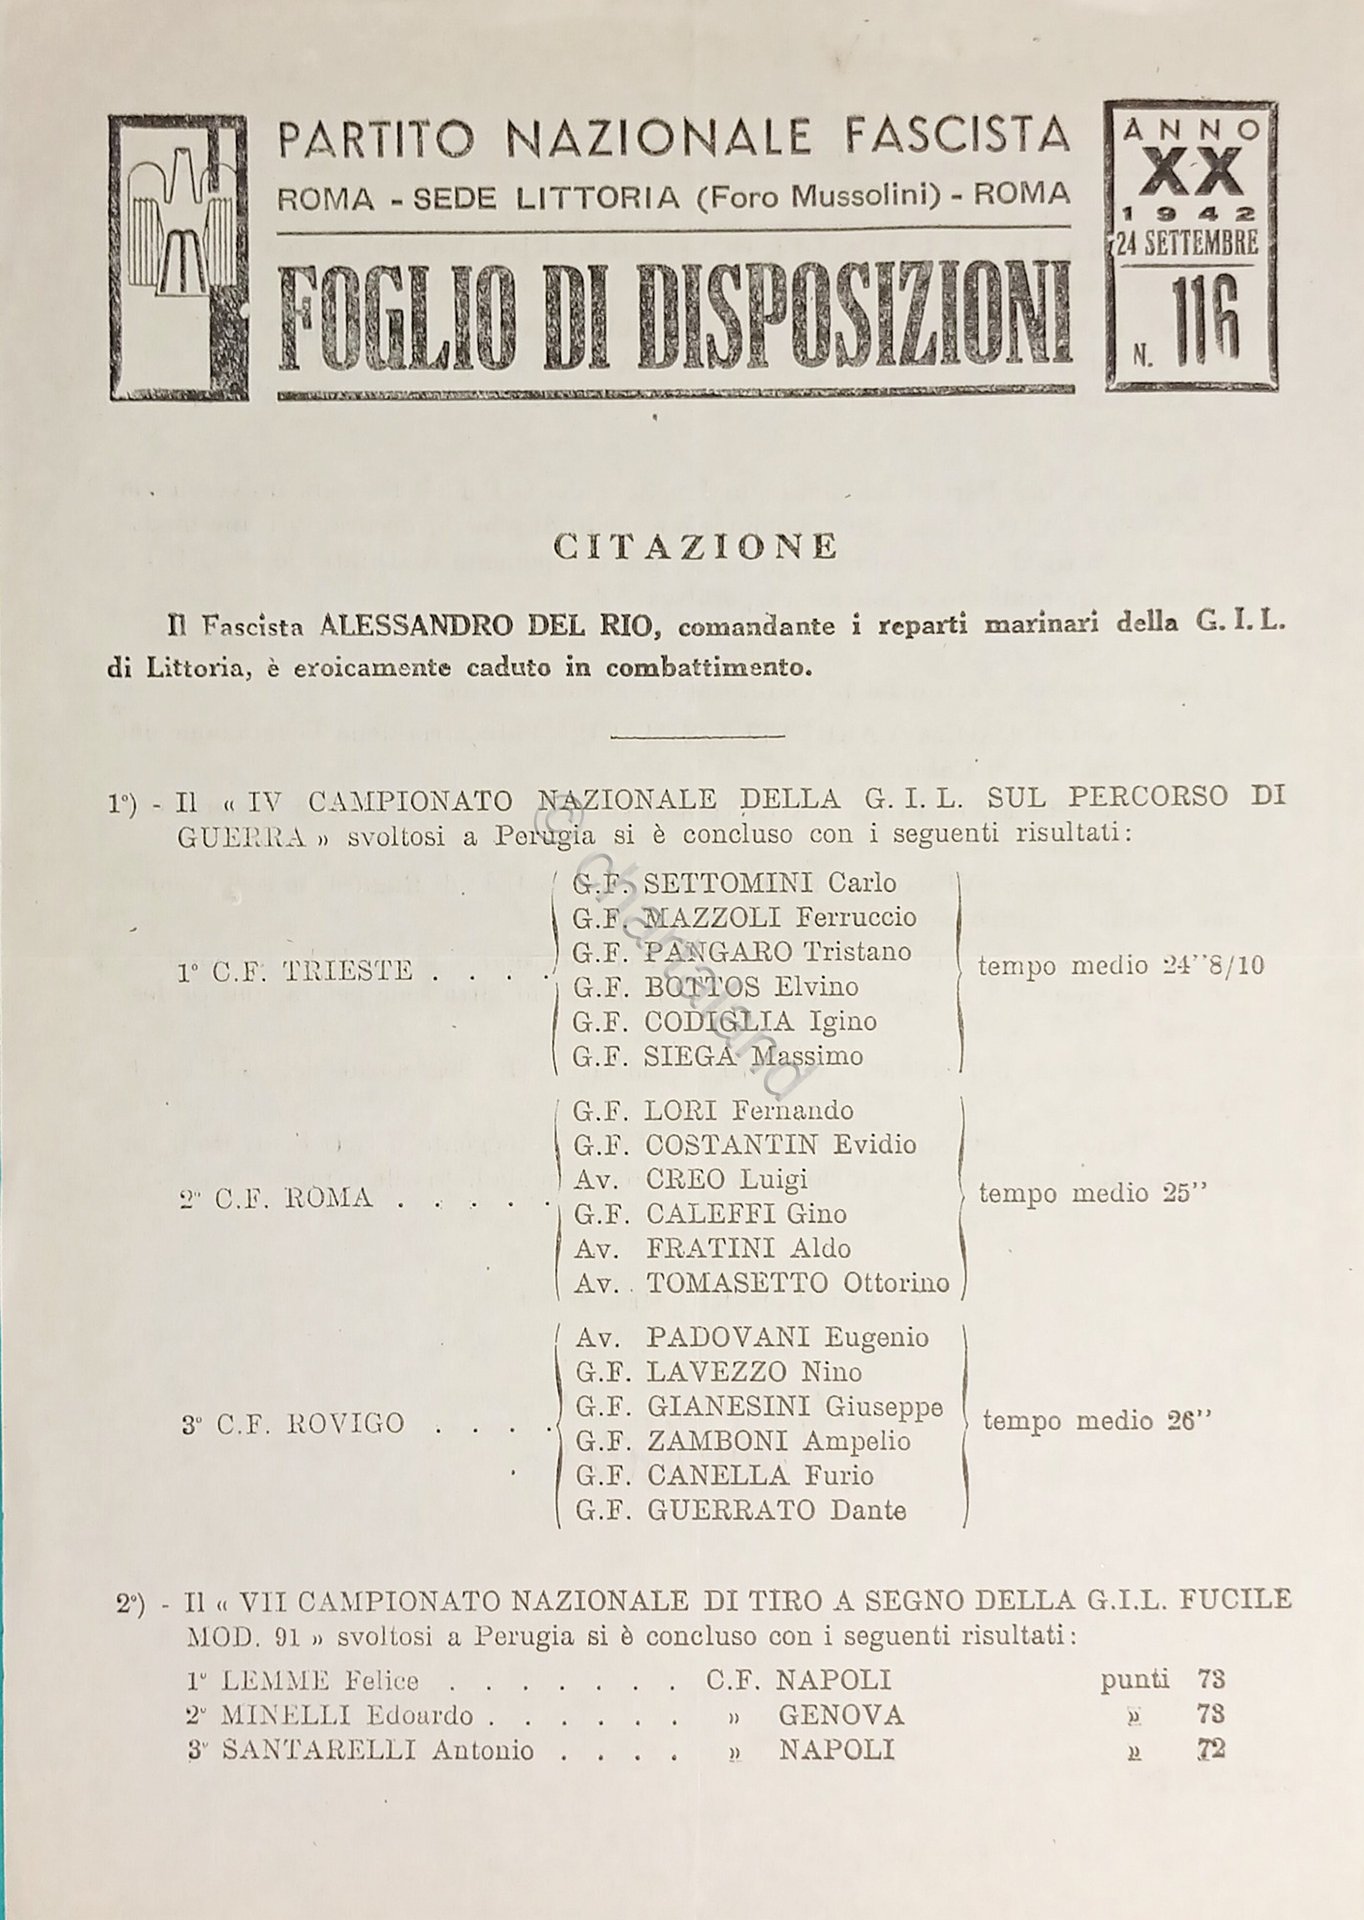 PARTITO NAZIONALE FASCISTA
ROMA - SEDE LITTORIA (Foro Mussolini) - ROMA
FOGLIO DI DISPOSIZIONI
ANNO
XX
1942
24 SETTEMBRE
N. 116
CITAZIONE
Il Fascista ALESSANDRO DEL RIO, comandante i reparti marinari della G. I. L.
di Littoria, è eroicamente caduto in combattimento.
1°) - Il « IV CAMPIONATO NAZIONALE DELLA G. I. L. SUL PERCORSO DI
GUERRA » svoltosi a Perugia si è concluso con i seguenti risultati:
1° C.F. TRIESTE . . . .
G.F. SETTOMINI Carlo
G.F. MAZZOLI Ferruccio
G.F. PANGARO Tristano
G.F. BOTTOS Elvino
G.F. CODIGLIA Igino
G.F. SIEGA Massimo
tempo medio 24''8/10
2° C.F. ROMA . . . . .
G.F. LORI Fernando
G.F. COSTANTIN Evidio
Av. CREO Luigi
G.F. CALEFFI Gino
Av. FRATINI Aldo
Av. TOMASETTO Ottorino
tempo medio 25''
3° C.F. ROVIGO . . . .
Av. PADOVANI Eugenio
G.F. LAVEZZO Nino
G.F. GIANESINI Giuseppe
G.F. ZAMBONI Ampelio
G.F. CANELLA Furio
G.F. GUERRATO Dante
tempo medio 26''
2°) - Il « VII CAMPIONATO NAZIONALE DI TIRO A SEGNO DELLA G.I.L. FUCILE
MOD. 91 » svoltosi a Perugia si è concluso con i seguenti risultati:
1° LEMME Felice . . . . . . . C.F. NAPOLI punti 73
2° MINELLI Edoardo . . . . . . » GENOVA » 73
3° SANTARELLI Antonio . . . . » NAPOLI » 72
© chartaland